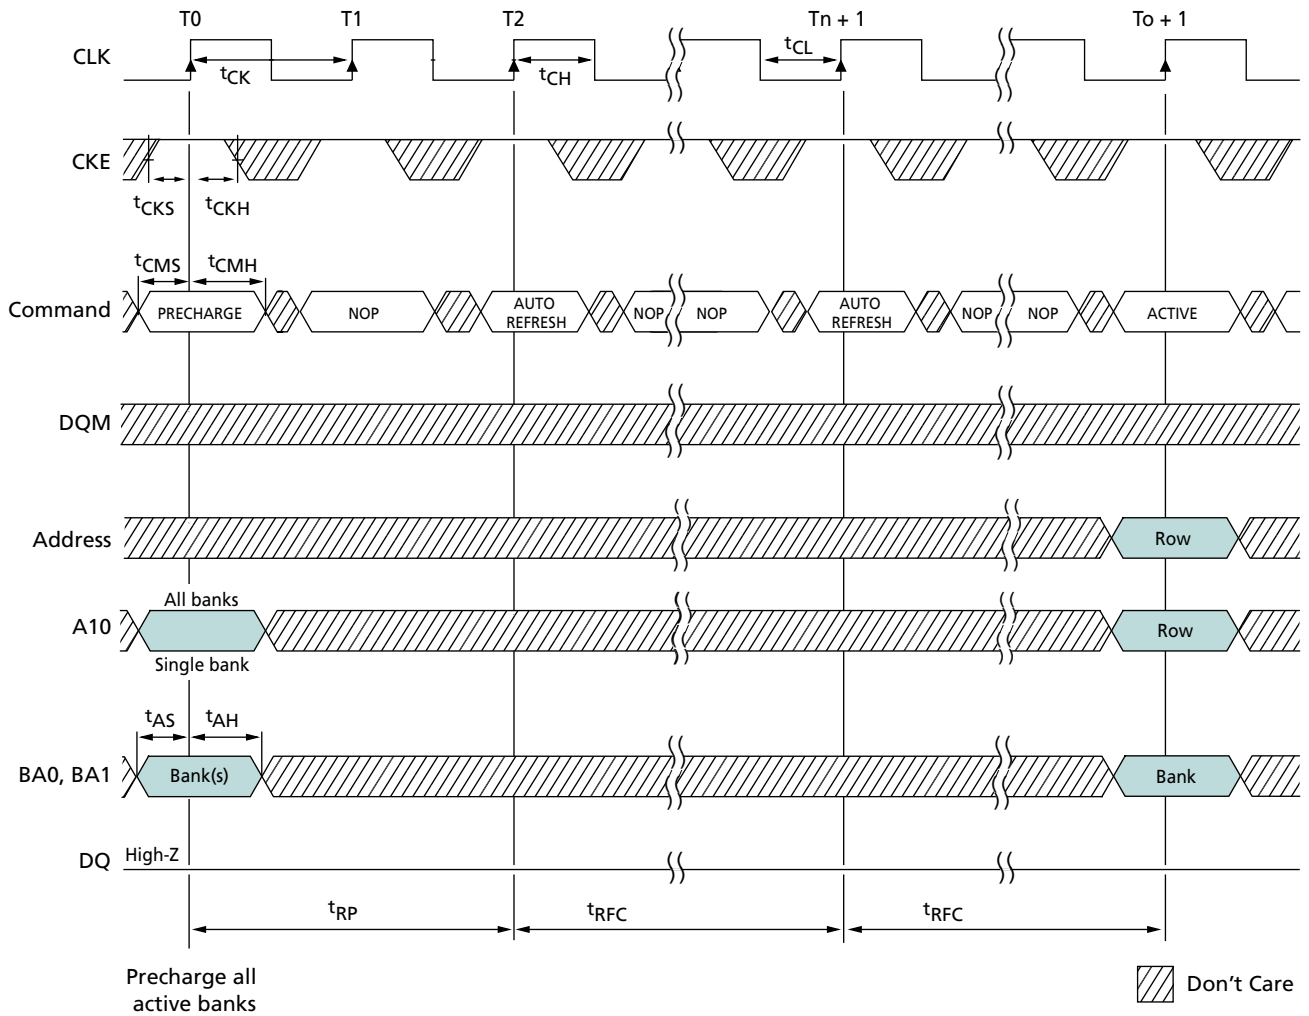 T0 T1 T2 Tn + 1 To + 1
CLK
tCK tCH tCL
CKE
tCKS tCKH
tCMS tCMH
Command PRECHARGE NOP AUTO REFRESH NOP NOP AUTO REFRESH NOP NOP ACTIVE
DQM
Address Row
All banks
A10 Row
Single bank
tAS tAH
BA0, BA1 Bank(s) Bank
DQ High-Z
tRP tRFC tRFC
Precharge all
active banks
Don't Care